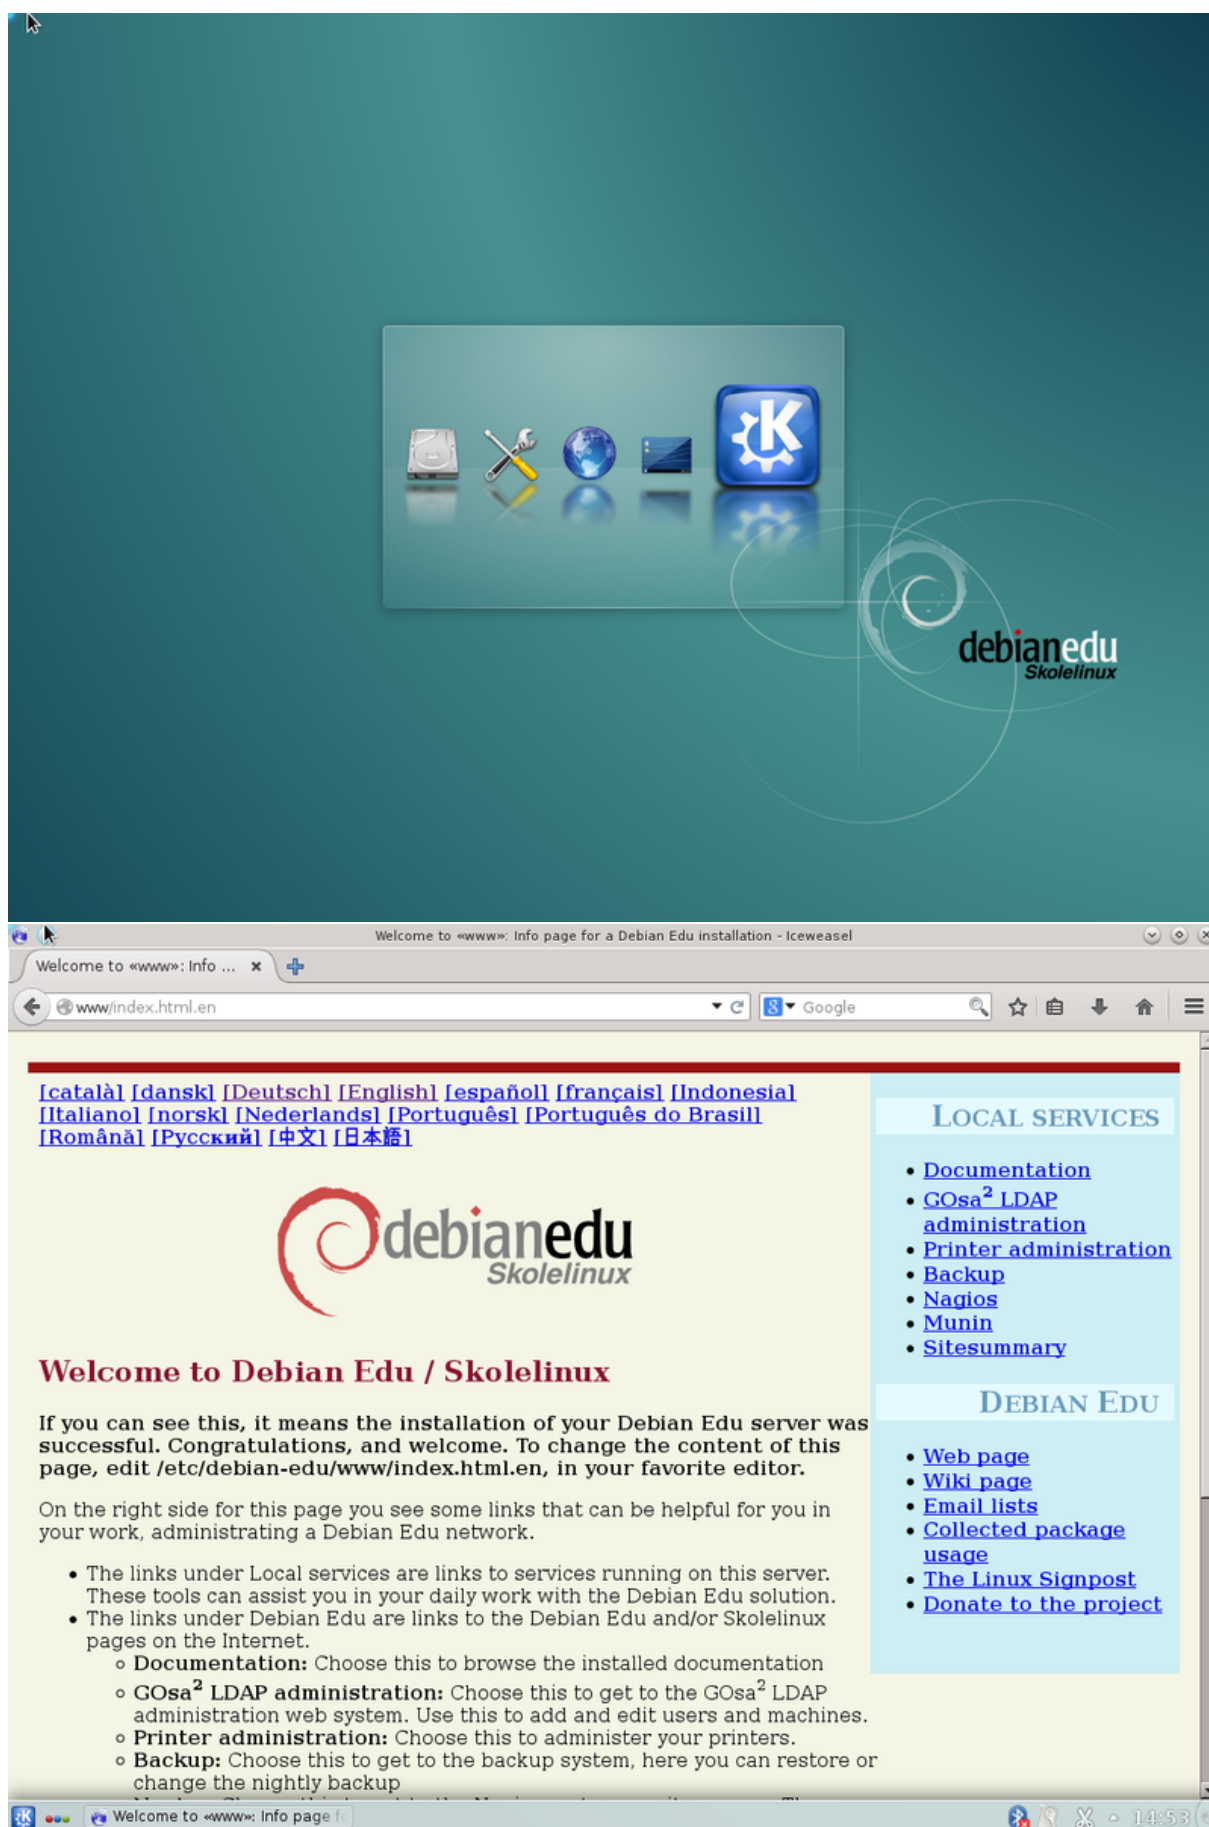 debianedu
Skolelinux
Welcome to «www»: Info page for a Debian Edu installation - Iceweasel
Welcome to «www»: Info ...
www/index.html.en
8 Google
[català] [dansk] [Deutsch] [English] [español] [français] [Indonesia]
[Italiano] [norsk] [Nederlands] [Português] [Português do Brasil]
[Română] [Русский] [中文] [日本語]
debianedu
Skolelinux
Welcome to Debian Edu / Skolelinux
If you can see this, it means the installation of your Debian Edu server was
successful. Congratulations, and welcome. To change the content of this
page, edit /etc/debian-edu/www/index.html.en, in your favorite editor.
On the right side for this page you see some links that can be helpful for you in
your work, administrating a Debian Edu network.
• The links under Local services are links to services running on this server.
These tools can assist you in your daily work with the Debian Edu solution.
• The links under Debian Edu are links to the Debian Edu and/or Skolelinux
pages on the Internet.
◦ Documentation: Choose this to browse the installed documentation
◦ GOsa² LDAP administration: Choose this to get to the GOsa² LDAP
administration web system. Use this to add and edit users and machines.
◦ Printer administration: Choose this to administer your printers.
◦ Backup: Choose this to get to the backup system, here you can restore or
change the nightly backup
LOCAL SERVICES
• Documentation
• GOsa² LDAP
administration
• Printer administration
• Backup
• Nagios
• Munin
• Sitesummary
DEBIAN EDU
• Web page
• Wiki page
• Email lists
• Collected package
usage
• The Linux Signpost
• Donate to the project
Welcome to «www»: Info page fo
14:53